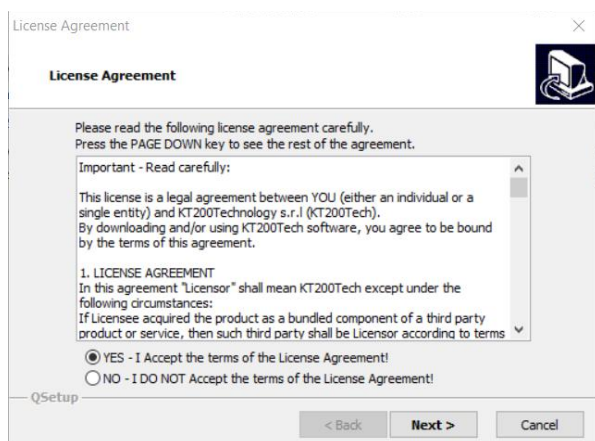 License Agreement
License Agreement
Please read the following license agreement carefully.
Press the PAGE DOWN key to see the rest of the agreement.
Important - Read carefully:
This license is a legal agreement between YOU (either an individual or a
single entity) and KT200Technology s.r.l (KT200Tech).
By downloading and/or using KT200Tech software, you agree to be bound
by the terms of this agreement.
1. LICENSE AGREEMENT
In this agreement "Licensor" shall mean KT200Tech except under the
following circumstances:
If Licensee acquired the product as a bundled component of a third party
product or service, then such third party shall be Licensor according to terms
YES - I Accept the terms of the License Agreement!
NO - I DO NOT Accept the terms of the License Agreement!
QSetup
< Back Next > Cancel